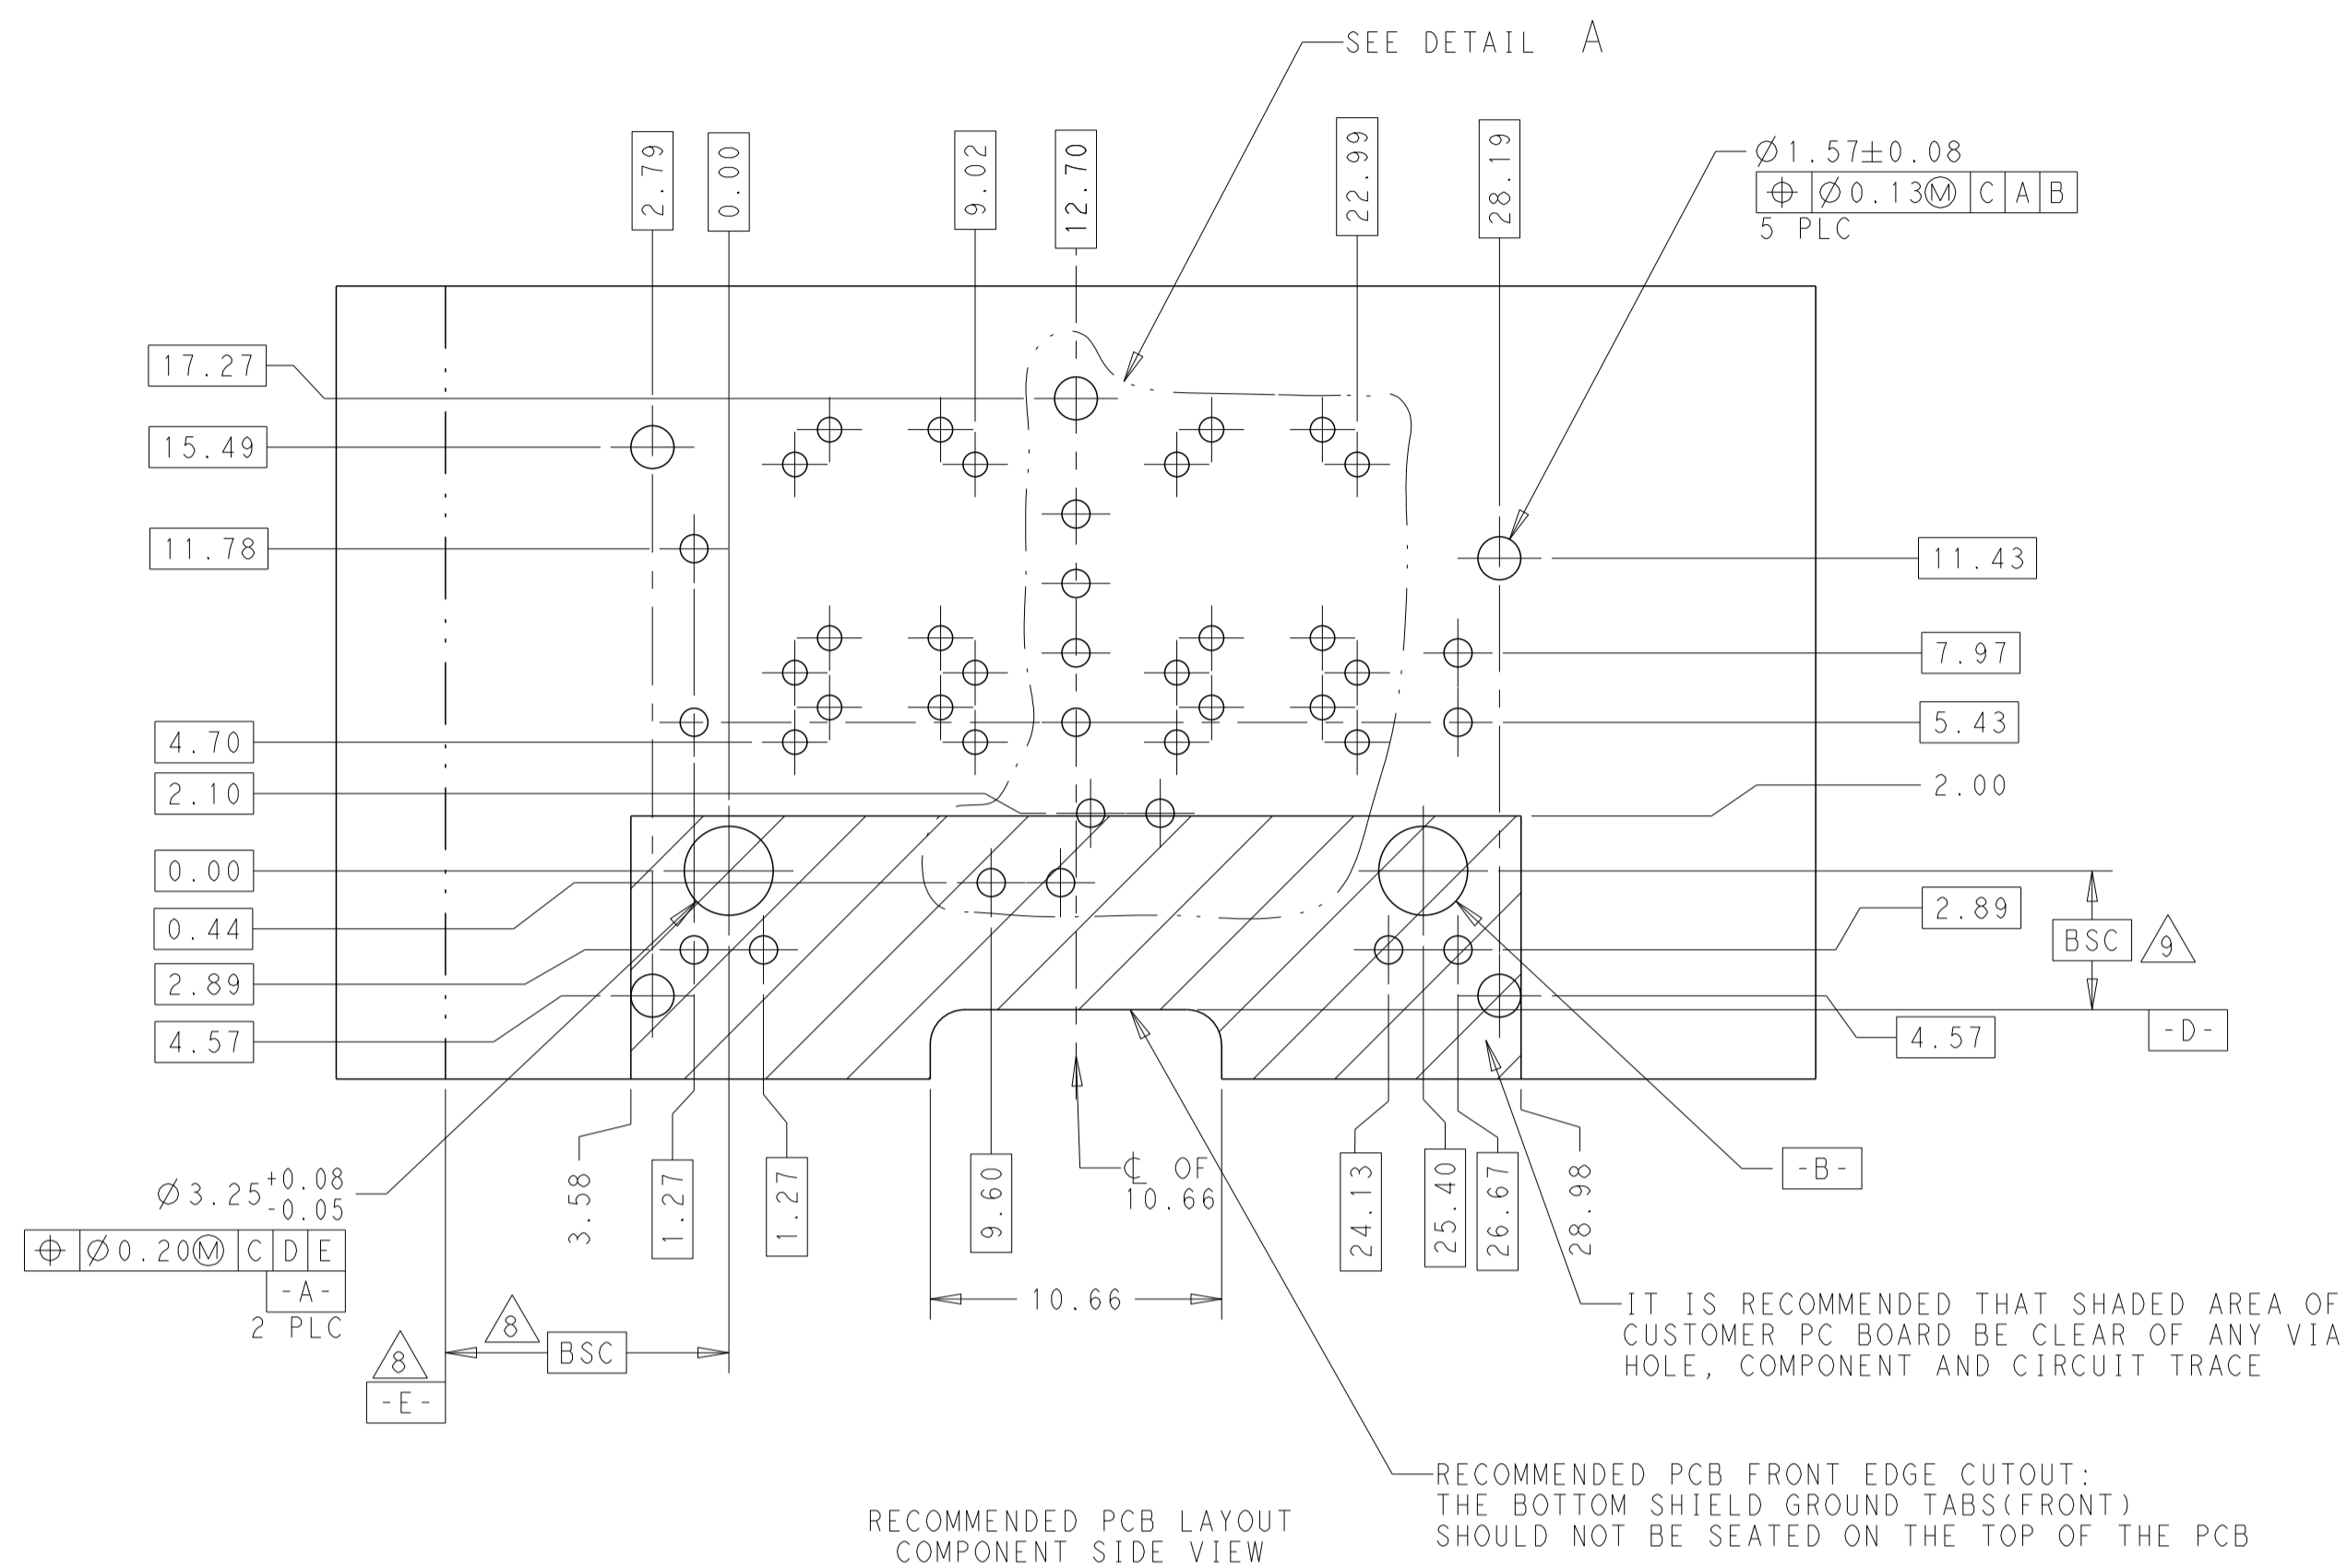 SEE DETAIL A
2.79
0.00
9.02
12.70
22.99
28.19
Ø1.57±0.08
⌖ Ø0.13Ⓜ C A B
5 PLC
17.27
15.49
11.78
4.70
2.10
0.00
0.44
2.89
4.57
11.43
7.97
5.43
2.00
2.89
BSC 9
4.57
-D-
-B-
Ø3.25+0.08
-0.05
⌖ Ø0.20Ⓜ C D E
-A-
2 PLC
3.58
1.27
1.27
9.60
℄ OF
10.66
24.13
25.40
26.67
28.98
10.66
8
BSC
8
-E-
IT IS RECOMMENDED THAT SHADED AREA OF
CUSTOMER PC BOARD BE CLEAR OF ANY VIA
HOLE, COMPONENT AND CIRCUIT TRACE
RECOMMENDED PCB FRONT EDGE CUTOUT:
THE BOTTOM SHIELD GROUND TABS(FRONT)
SHOULD NOT BE SEATED ON THE TOP OF THE PCB
RECOMMENDED PCB LAYOUT
COMPONENT SIDE VIEW